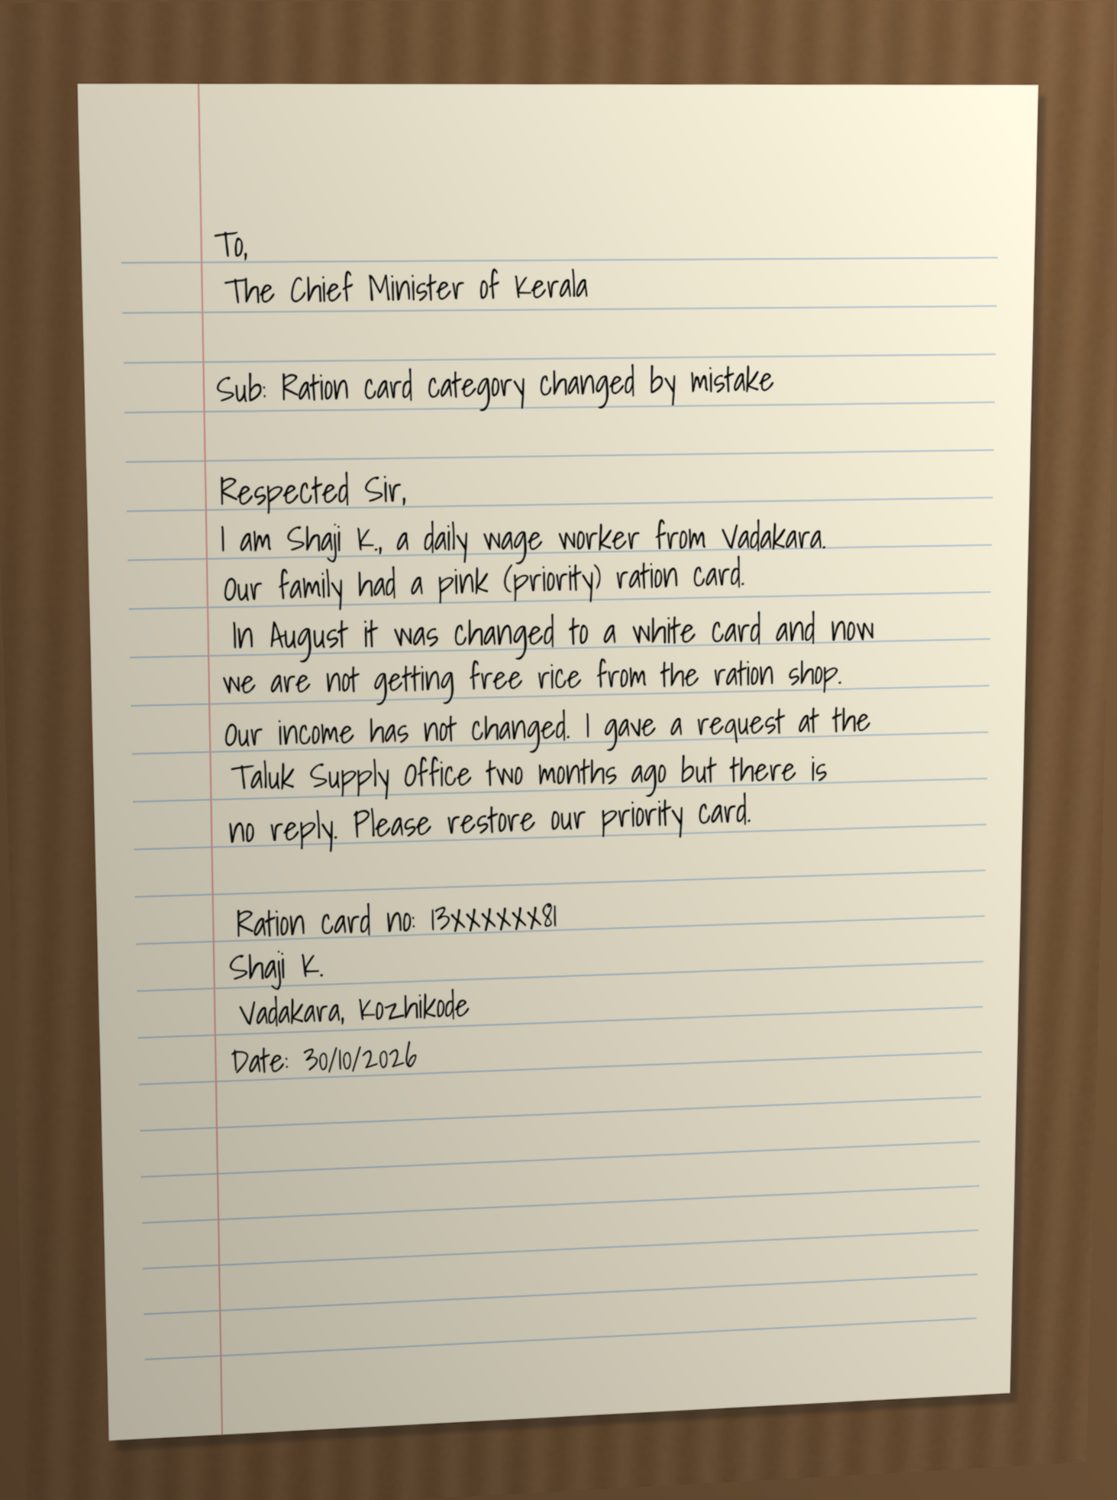 To,
The Chief Minister of Kerala
Sub: Ration card category changed by mistake
Respected Sir,
I am Shaji K., a daily wage worker from Vadakara.
Our family had a pink (priority) ration card.
In August it was changed to a white card and now
we are not getting free rice from the ration shop.
Our income has not changed. I gave a request at the
Taluk Supply Office two months ago but there is
no reply. Please restore our priority card.
Ration card no: 13XXXXXX81
Shaji K.
Vadakara, Kozhikode
Date: 30/10/2026